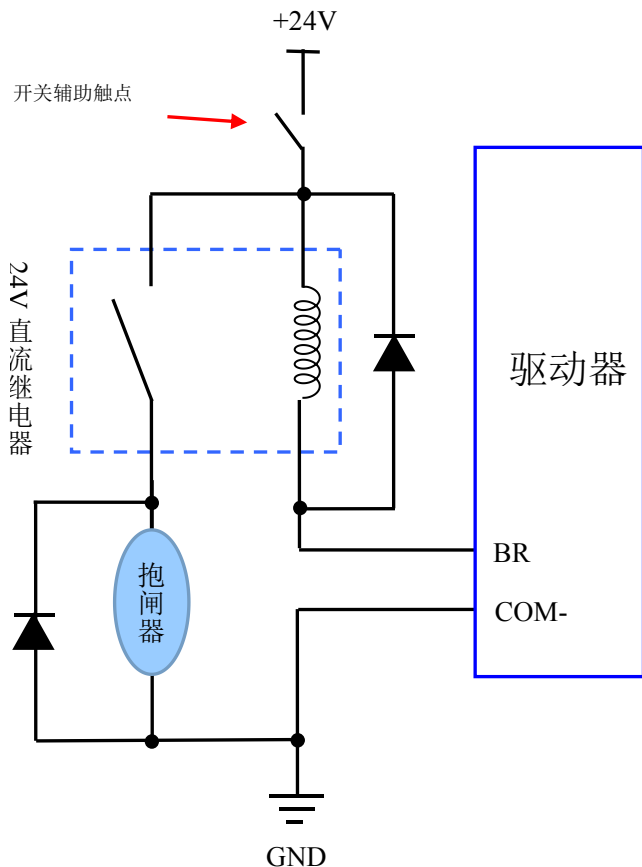 +24V
开关辅助触点
24V 直流继电器
驱动器
抱闸器
BR
COM-
GND